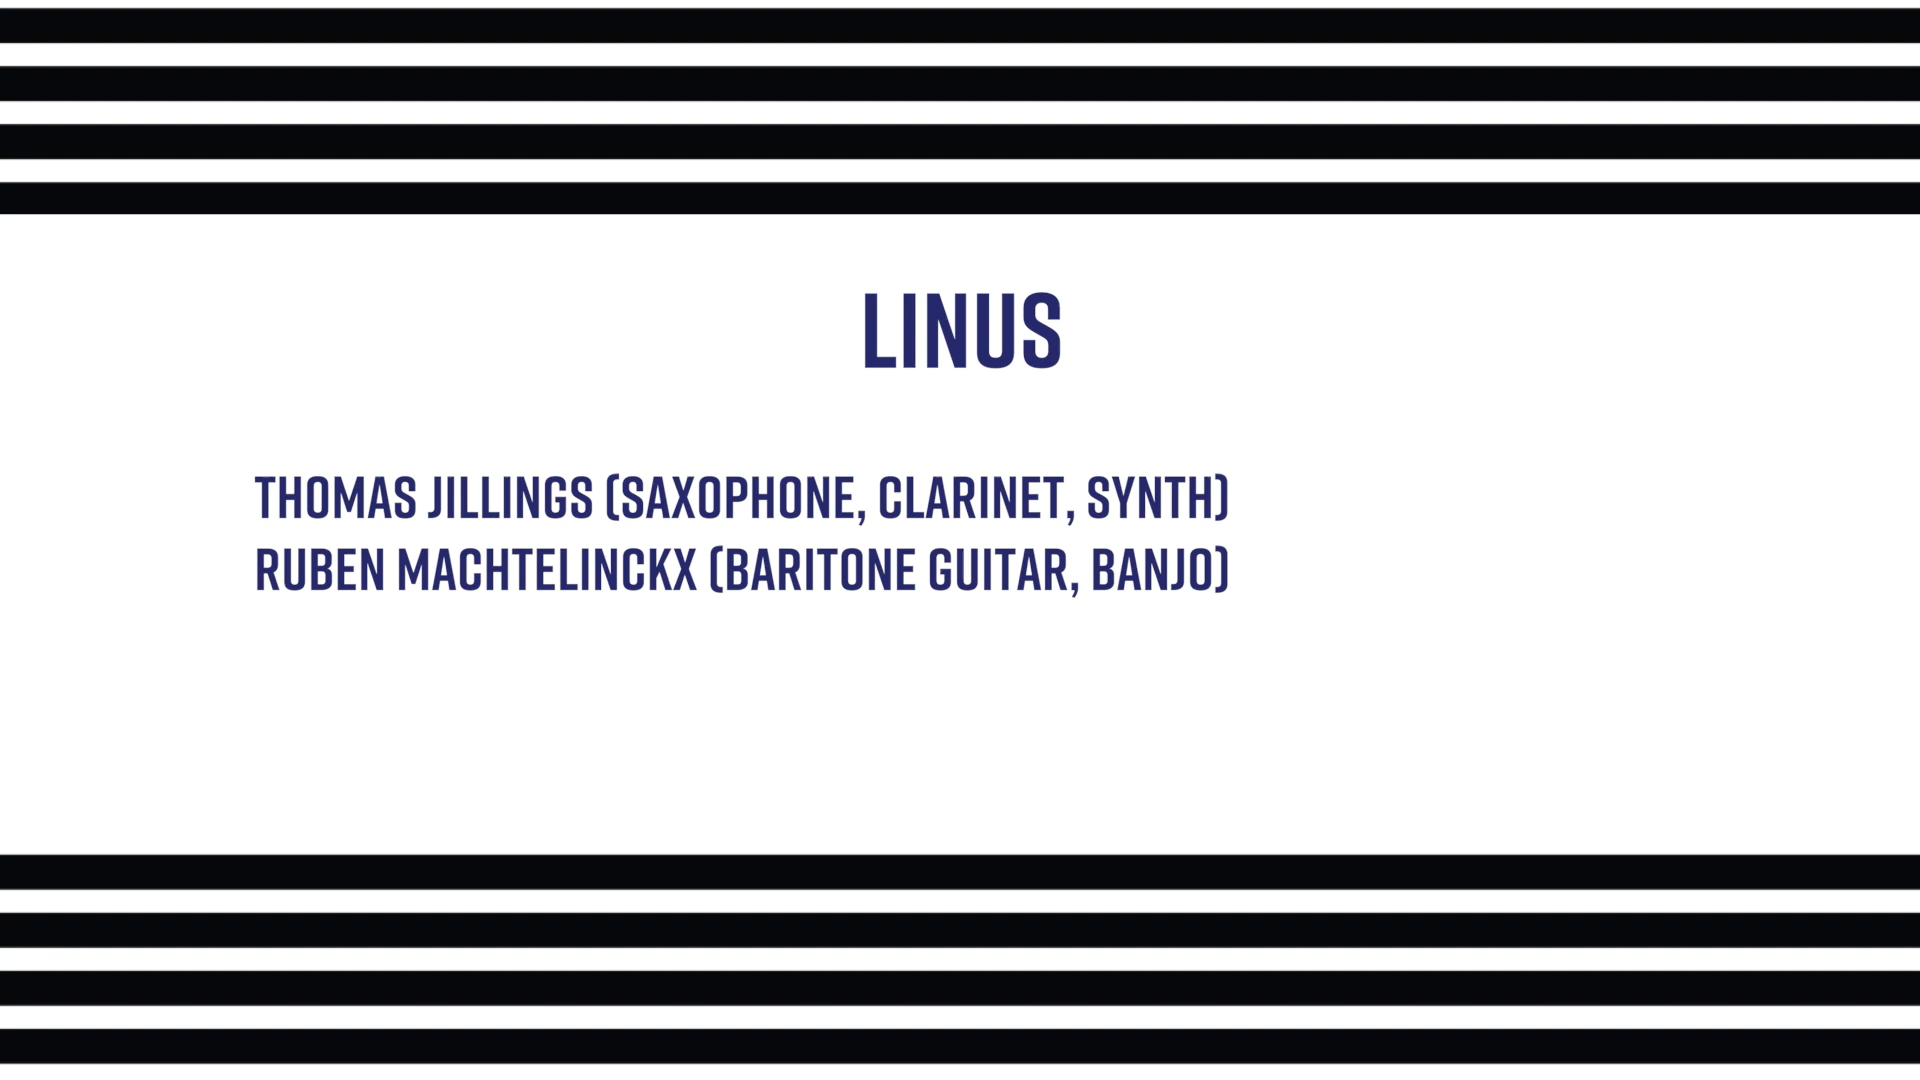 LINUS
THOMAS JILLINGS (SAXOPHONE, CLARINET, SYNTH)
RUBEN MACHTELINCKX (BARITONE GUITAR, BANJO)